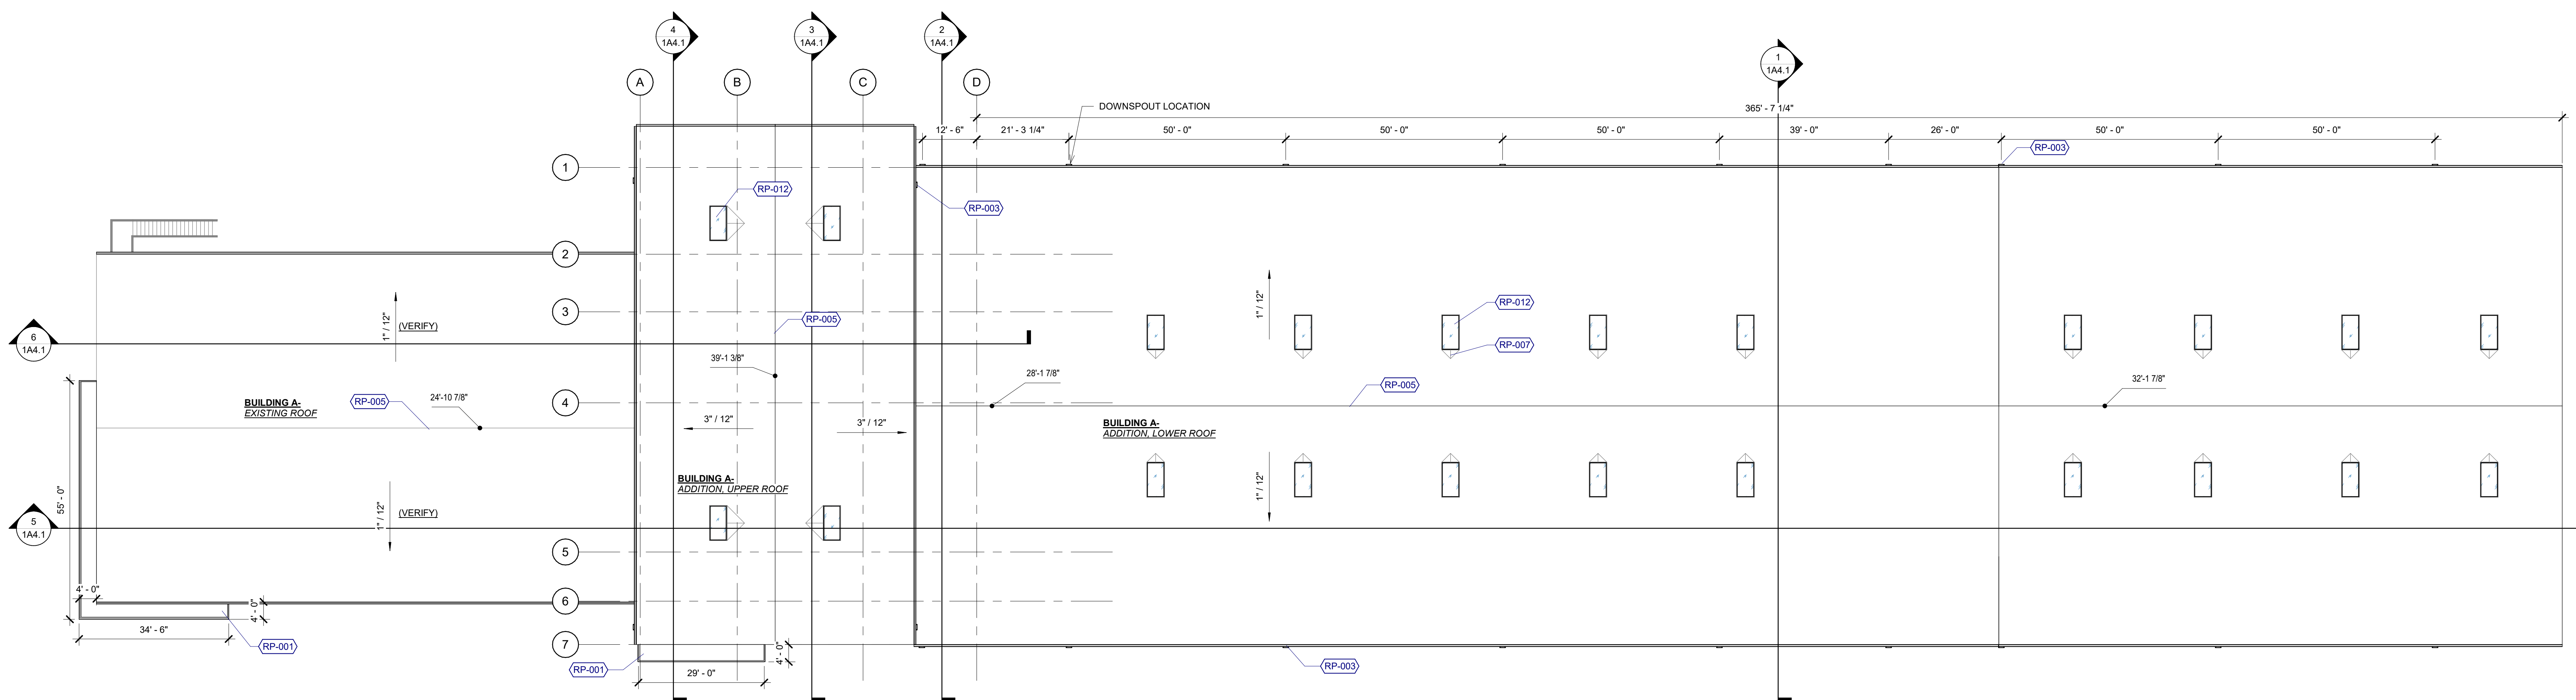 4
1A4.1
3
1A4.1
2
1A4.1
1
1A4.1
A
B
C
D
DOWNSPOUT LOCATION
365' - 7 1/4"
12' - 6"
21' - 3 1/4"
50' - 0"
50' - 0"
50' - 0"
39' - 0"
26' - 0"
50' - 0"
50' - 0"
RP-003
1
RP-012
RP-003
2
3
RP-005
1" / 12"
(VERIFY)
1" / 12"
RP-012
6
1A4.1
RP-007
39'-1 3/8"
28'-1 7/8"
RP-005
32'-1 7/8"
BUILDING A-
EXISTING ROOF
RP-005
24'-10 7/8"
4
3" / 12"
3" / 12"
BUILDING A-
ADDITION, LOWER ROOF
BUILDING A-
ADDITION, UPPER ROOF
55' - 0"
1" / 12"
(VERIFY)
1" / 12"
5
1A4.1
5
4' - 0"
6
4' - 0"
34' - 6"
RP-001
7
4' - 0"
RP-001
29' - 0"
RP-003